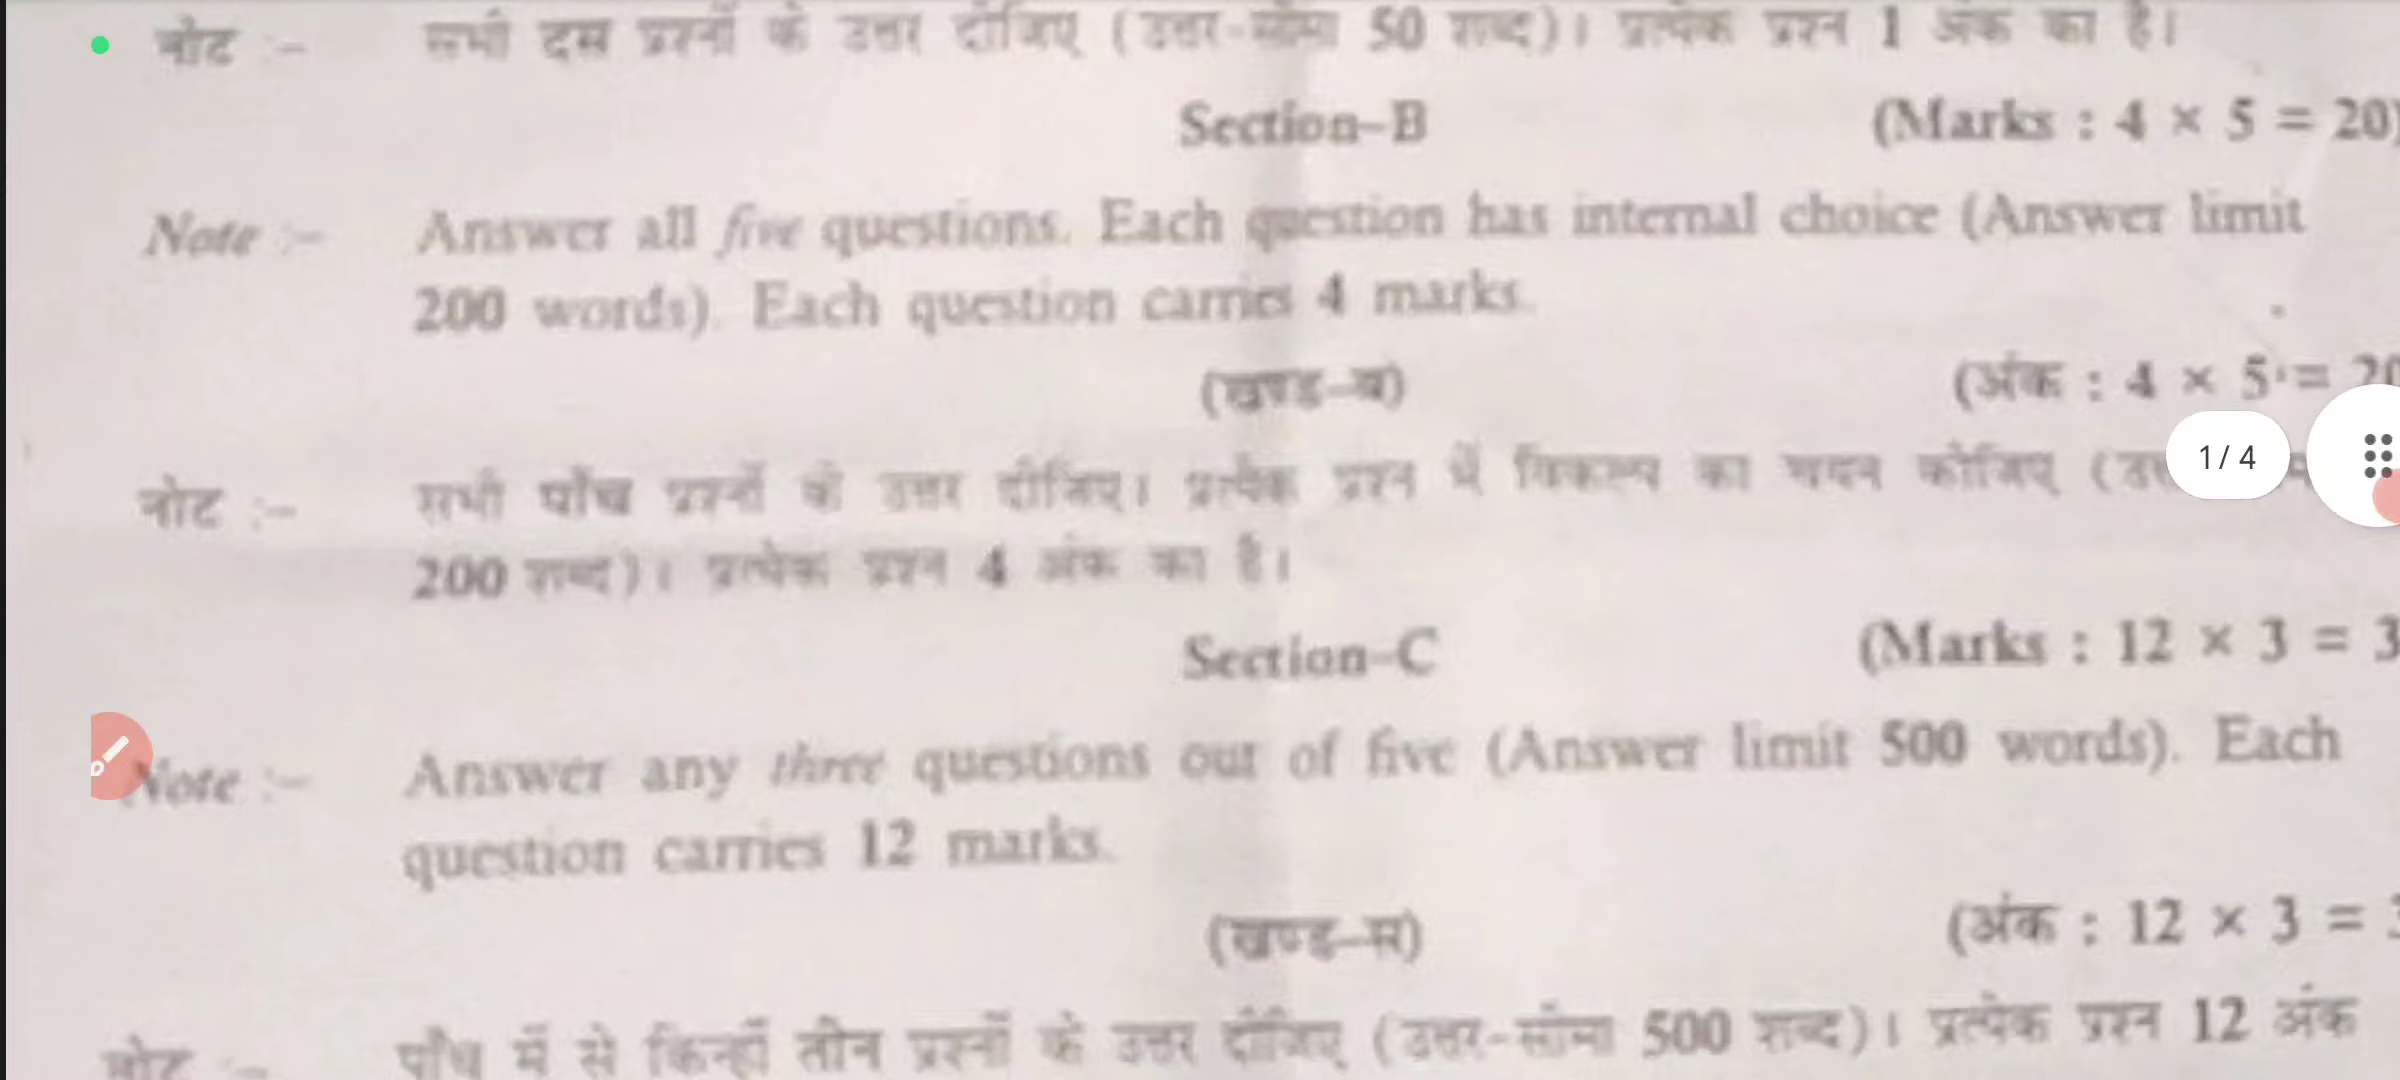 नोट :– सभी दस प्रश्नों के उत्तर दीजिए (उत्तर-सीमा 50 शब्द)। प्रत्येक प्रश्न 1 अंक का है।
Section–B (Marks : 4 × 5 = 20)
Note :– Answer all five questions. Each question has internal choice (Answer limit
200 words). Each question carries 4 marks.
(खण्ड–ब) (अंक : 4 × 5 = 20
नोट :– सभी पाँच प्रश्नों के उत्तर दीजिए। प्रत्येक प्रश्न में विकल्प का चयन कीजिए
1 / 4
200 शब्द)। प्रत्येक प्रश्न 4 अंक का है।
Section–C (Marks : 12 × 3 = 3
Note :– Answer any three questions out of five (Answer limit 500 words). Each
question carries 12 marks.
(खण्ड–स) (अंक : 12 × 3 =
नोट :– पाँच में से किन्हीं तीन प्रश्नों के उत्तर दीजिए (उत्तर-सीमा 500 शब्द)। प्रत्येक प्रश्न 12 अंक